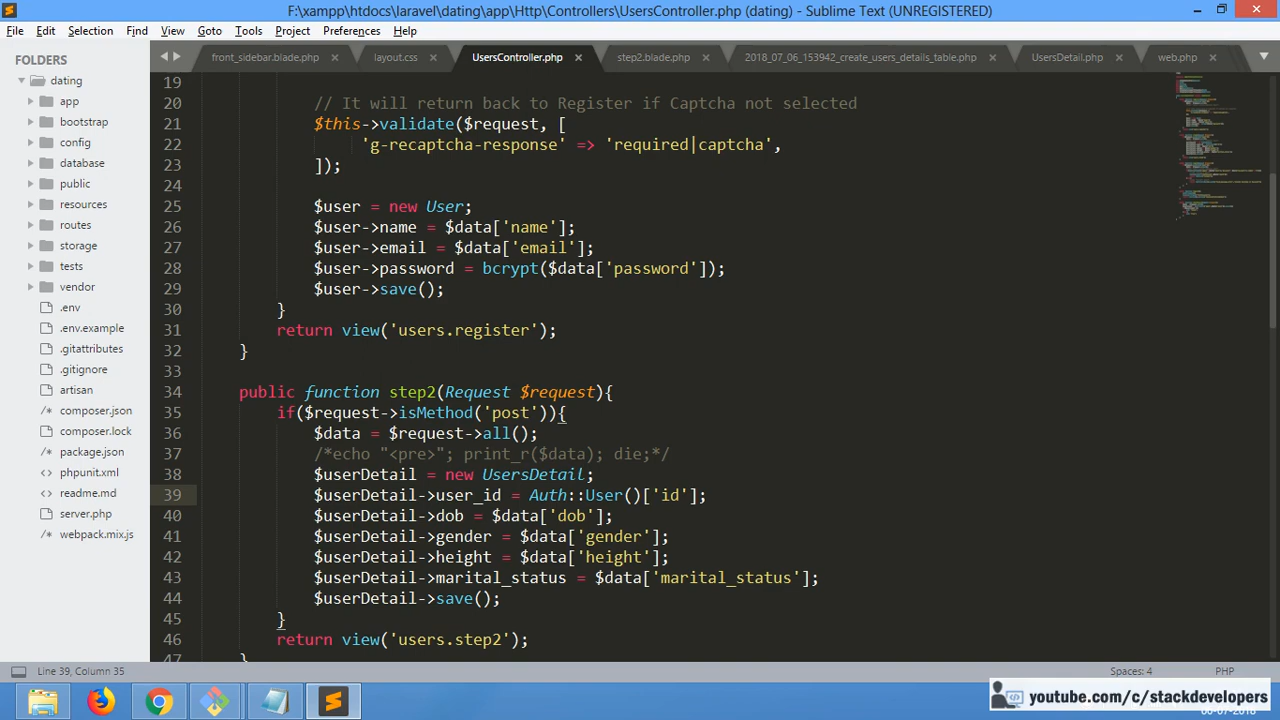 F:\xampp\htdocs\laravel.dating\app\Http\Controllers\UsersController.php (dating) - Sublime Text (UNREGISTERED)
File Edit Selection Find View Goto Tools Project Preferences Help
FOLDERS
front_sidebar.blade.php × layout.css × UsersController.php × step2.blade.php × 2018_07_06_153942_create_users_details_table.php × UsersDetail.php × web.php ×
dating
app
bootstrap
config
database
public
resources
routes
storage
tests
vendor
.env
.env.example
.gitattributes
.gitignore
artisan
composer.json
composer.lock
package.json
phpunit.xml
readme.md
server.php
webpack.mix.js
19
20 // It will return back to Register if Captcha not selected
21 $this->validate($request, [
22 'g-recaptcha-response' => 'required|captcha',
23 ]);
24
25 $user = new User;
26 $user->name = $data['name'];
27 $user->email = $data['email'];
28 $user->password = bcrypt($data['password']);
29 $user->save();
30 }
31 return view('users.register');
32 }
33
34 public function step2(Request $request){
35 if($request->isMethod('post')){
36 $data = $request->all();
37 /*echo "<pre>"; print_r($data); die;*/
38 $userDetail = new UsersDetail;
39 $userDetail->user_id = Auth::User()['id'];
40 $userDetail->dob = $data['dob'];
41 $userDetail->gender = $data['gender'];
42 $userDetail->height = $data['height'];
43 $userDetail->marital_status = $data['marital_status'];
44 $userDetail->save();
45 }
46 return view('users.step2');
47 }
Line 39, Column 35 Spaces: 4 PHP
youtube.com/c/stackdevelopers